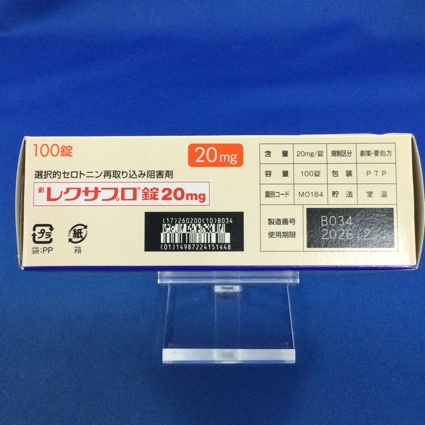 100錠
20mg
選択的セロトニン再取り込み阻害剤
劇 レクサプロ®錠20mg
(17)260200(10)B034
(01)14987224151448
プラ
袋:PP
紙
箱
含量 20mg/錠 規制区分 劇薬・要処方
容量 100錠 包装 PTP
識別コード MO184 貯法 室温
製造番号 B034
使用期限 2026.2